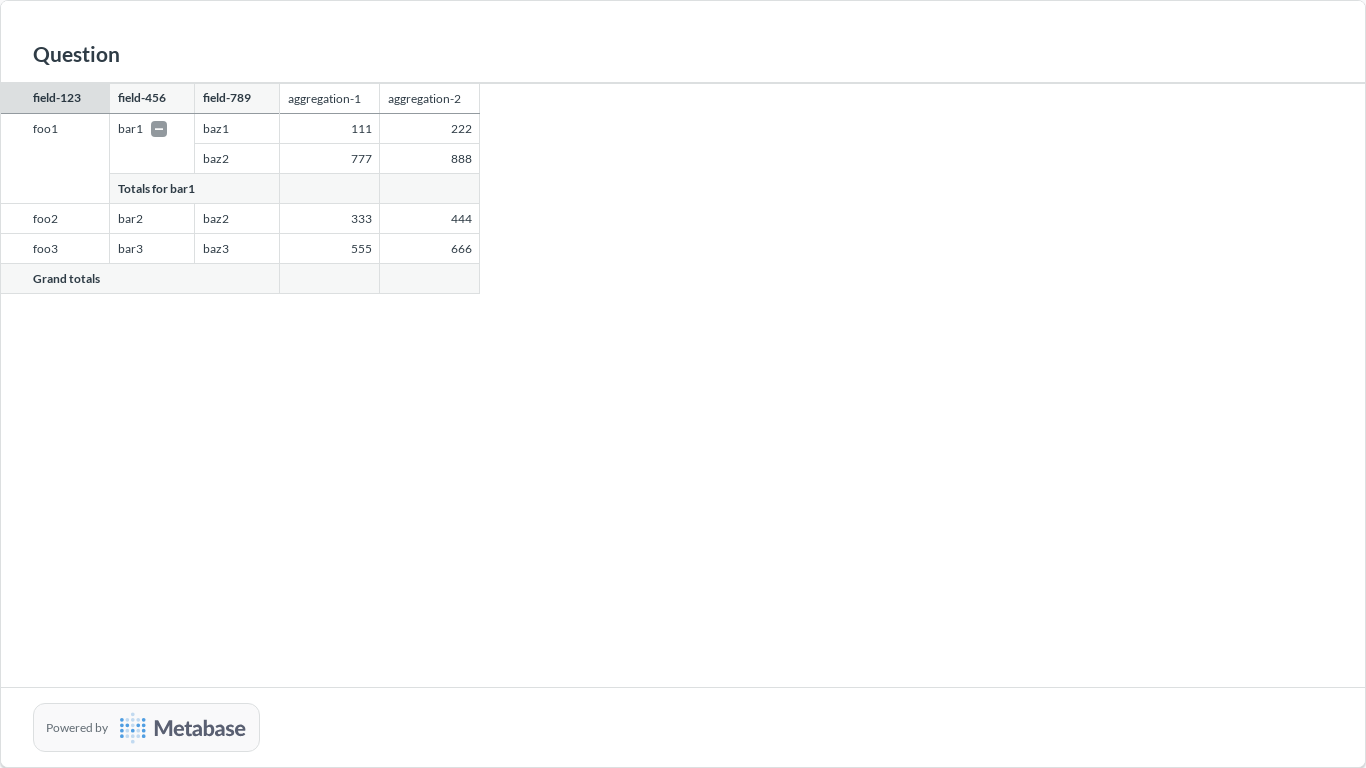 Question
field-123 field-456 field-789 aggregation-1 aggregation-2
foo1 bar1 baz1 111 222
baz2 777 888
Totals for bar1
foo2 bar2 baz2 333 444
foo3 bar3 baz3 555 666
Grand totals
Powered by Metabase